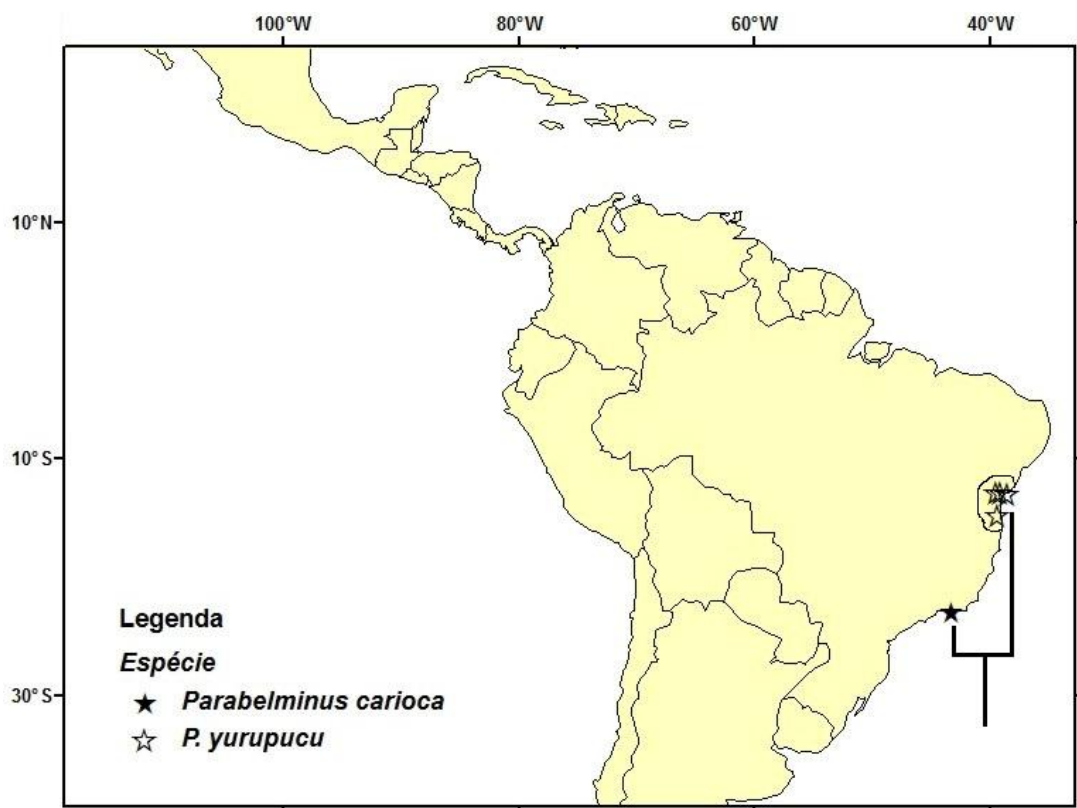 100°W 80°W 60°W 40°W
10°N
10°S
30°S
Legenda
Espécie
Parabelminus carioca
P. yurupucu